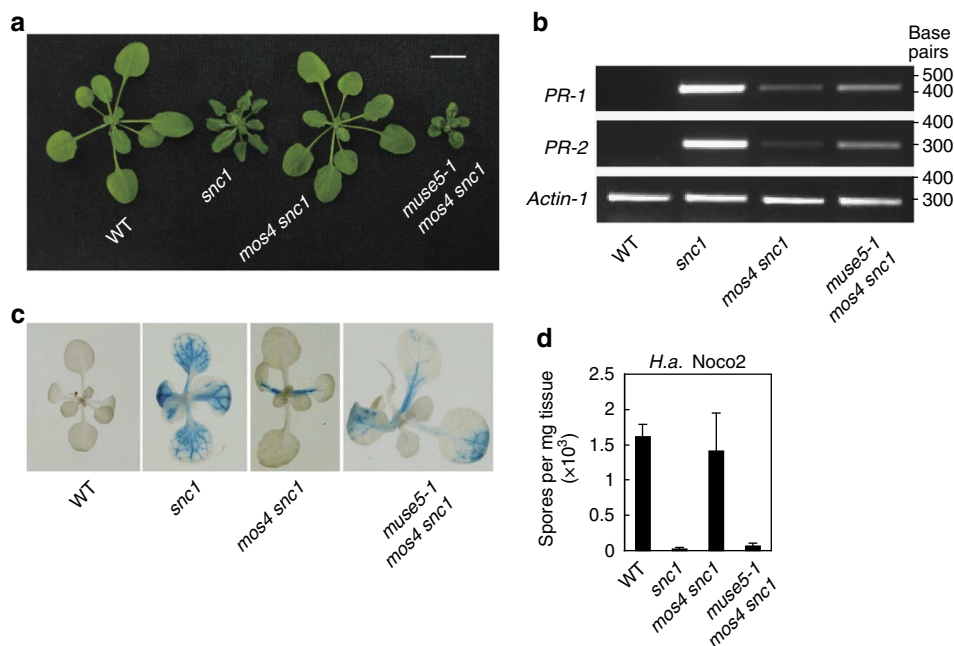 a
WT
snc1
mos4 snc1
muse5-1
mos4 snc1
b
Base
pairs
PR-1
500
400
PR-2
400
300
Actin-1
400
300
WT
snc1
mos4 snc1
muse5-1
mos4 snc1
c
WT
snc1
mos4 snc1
muse5-1
mos4 snc1
d
H.a. Noco2
Spores per mg tissue
(×10³)
2.5
2
1.5
1
0.5
0
WT
snc1
mos4 snc1
muse5-1
mos4 snc1